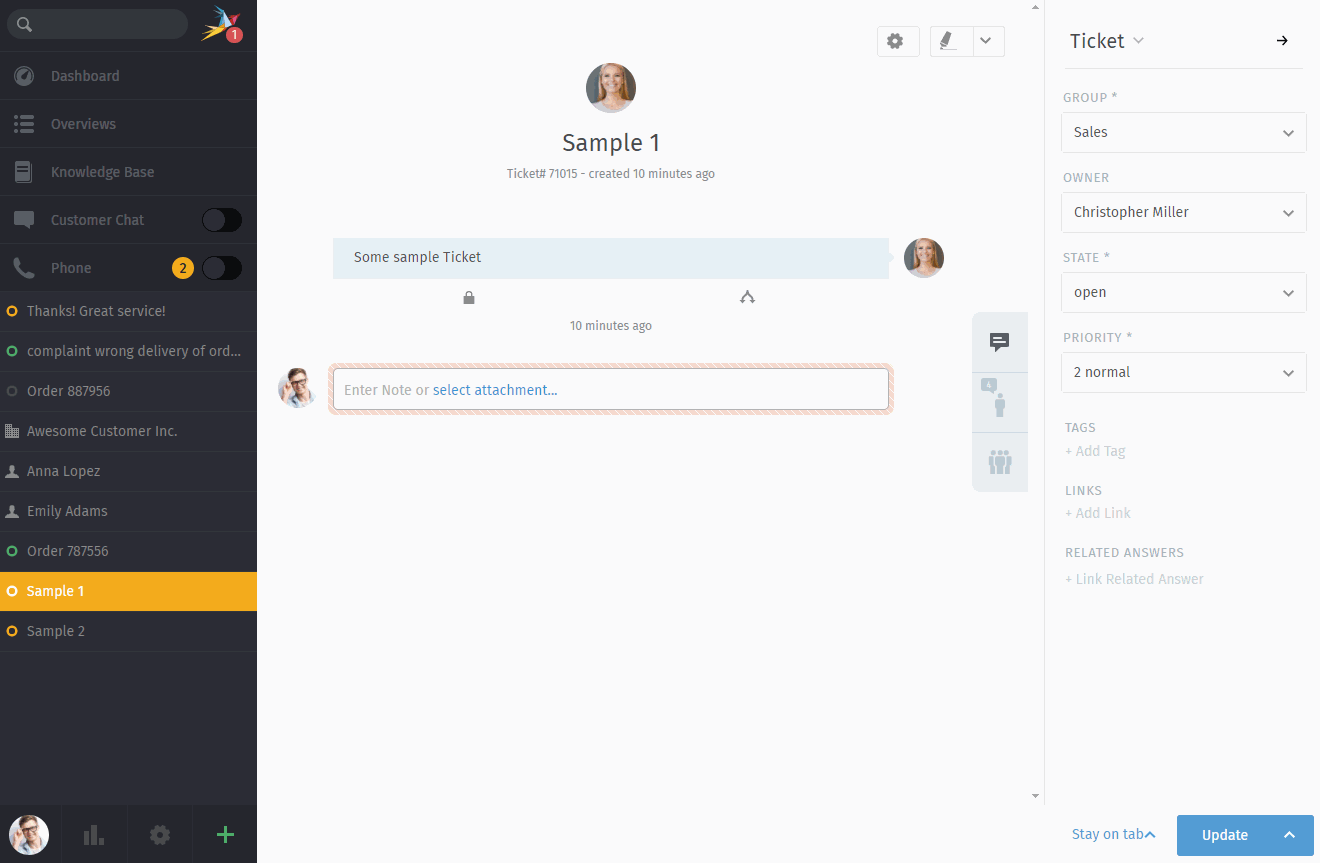 1
Dashboard
Overviews
Knowledge Base
Customer Chat
Phone 2
Thanks! Great service!
complaint wrong delivery of ord...
Order 887956
Awesome Customer Inc.
Anna Lopez
Emily Adams
Order 787556
Sample 1
Sample 2
Sample 1
Ticket# 71015 - created 10 minutes ago
Some sample Ticket
10 minutes ago
Enter Note or select attachment...
4
Ticket
GROUP *
Sales
OWNER
Christopher Miller
STATE *
open
PRIORITY *
2 normal
TAGS
+ Add Tag
LINKS
+ Add Link
RELATED ANSWERS
+ Link Related Answer
Stay on tab
Update